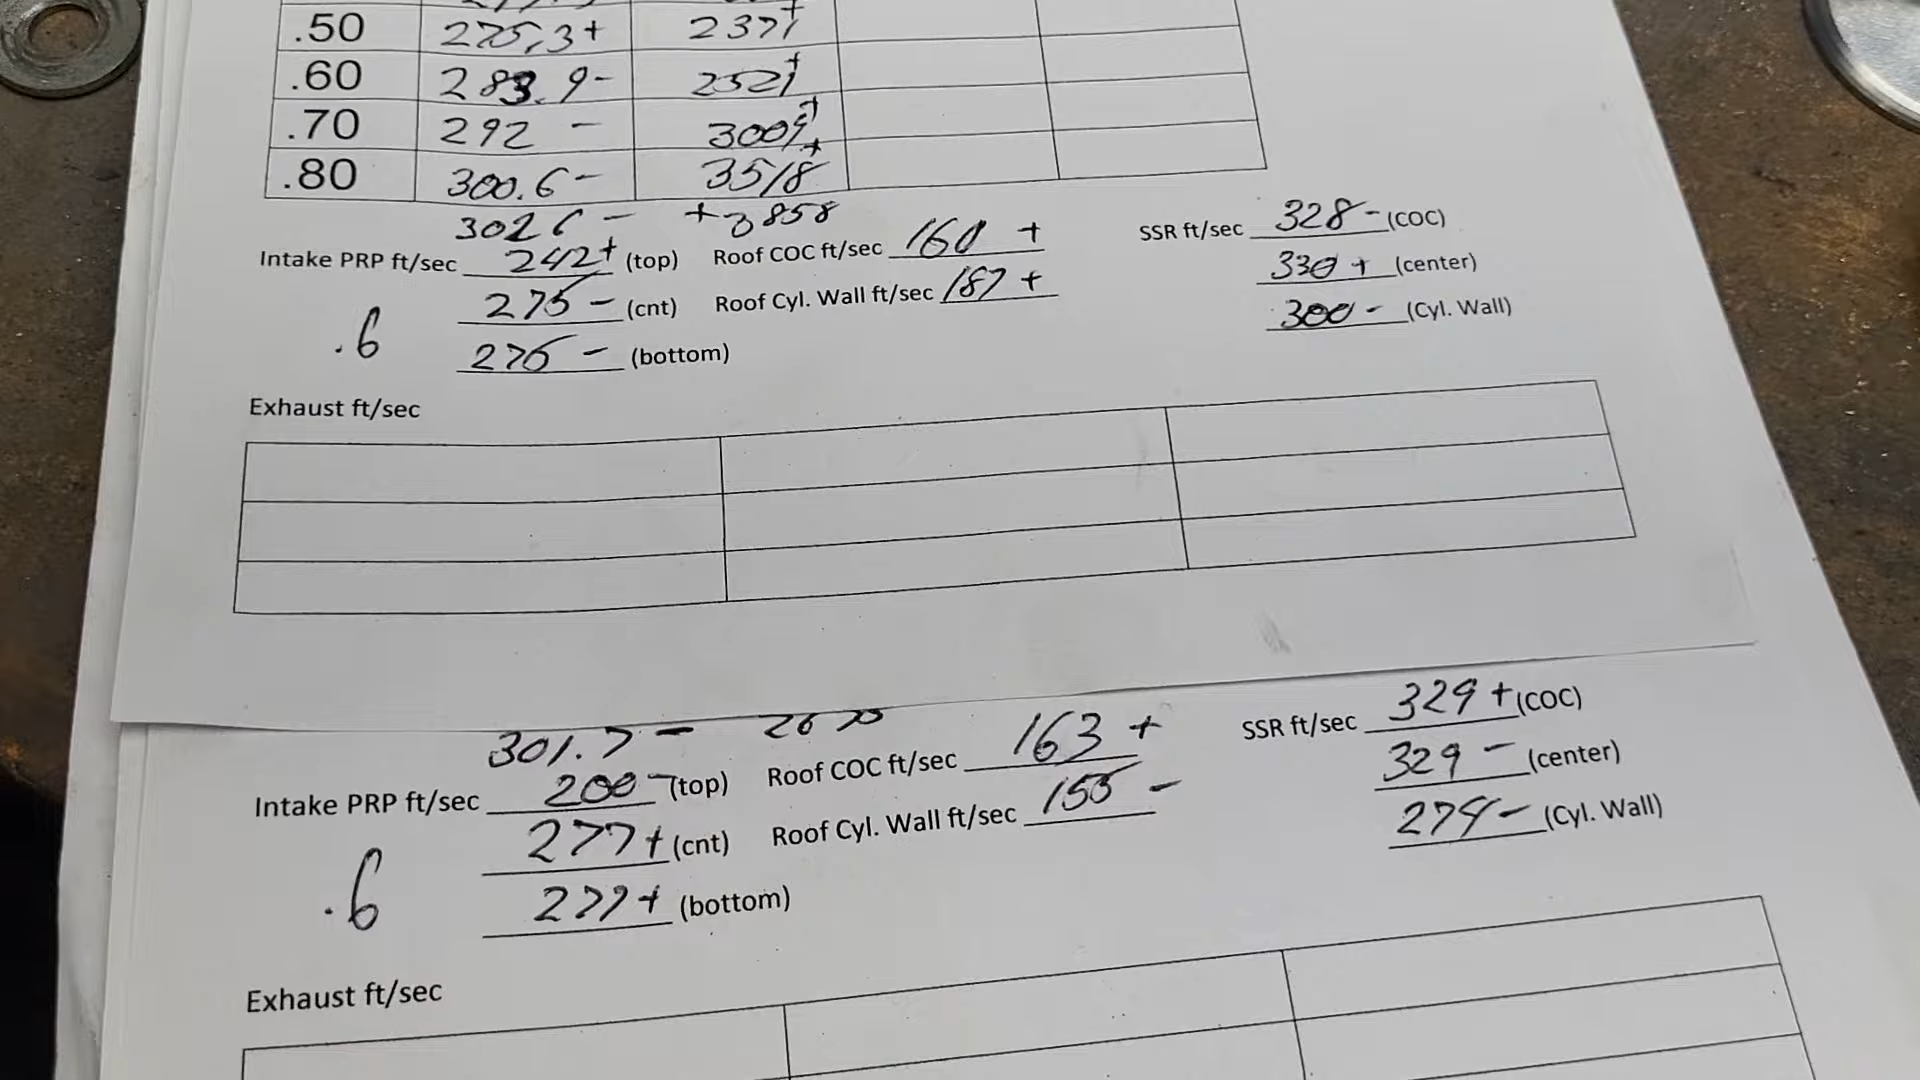 .50 275.3+ 2371+
.60 283.9- 2521+
.70 292 - 3009+
.80 300.6- 3518+
302.6 - +3858
Intake PRP ft/sec 242+ (top) Roof COC ft/sec 160 + SSR ft/sec 328- (COC)
275- (cnt) Roof Cyl. Wall ft/sec 187 + 330 + (center)
.6 276 - (bottom) 300 - (Cyl. Wall)
Exhaust ft/sec
301.7 -
Intake PRP ft/sec 200- (top) Roof COC ft/sec 163 + SSR ft/sec 329 + (COC)
277+ (cnt) Roof Cyl. Wall ft/sec 155 - 329 - (center)
.6 277+ (bottom) 274- (Cyl. Wall)
Exhaust ft/sec